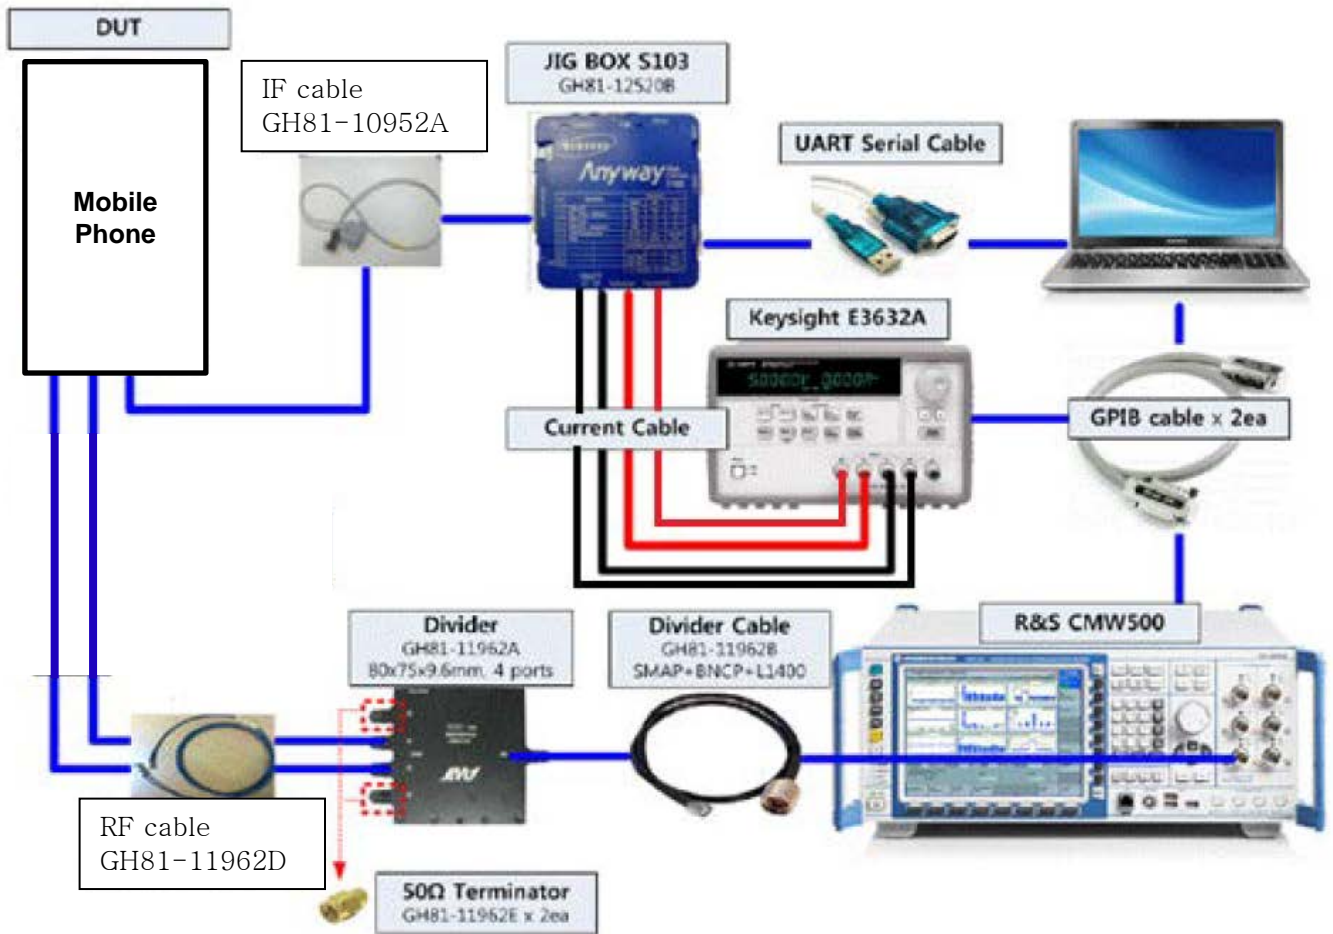 DUT
Mobile
Phone
IF cable
GH81-10952A
JIG BOX S103
GH81-12520B
Anyway
UART Serial Cable
Keysight E3632A
Current Cable
GPIB cable x 2ea
R&S CMW500
Divider
GH81-11962A
80x75x9.6mm, 4 ports
Divider Cable
GH81-11962B
SMAP+BNCP+L1400
RF cable
GH81-11962D
50Ω Terminator
GH81-11962E x 2ea